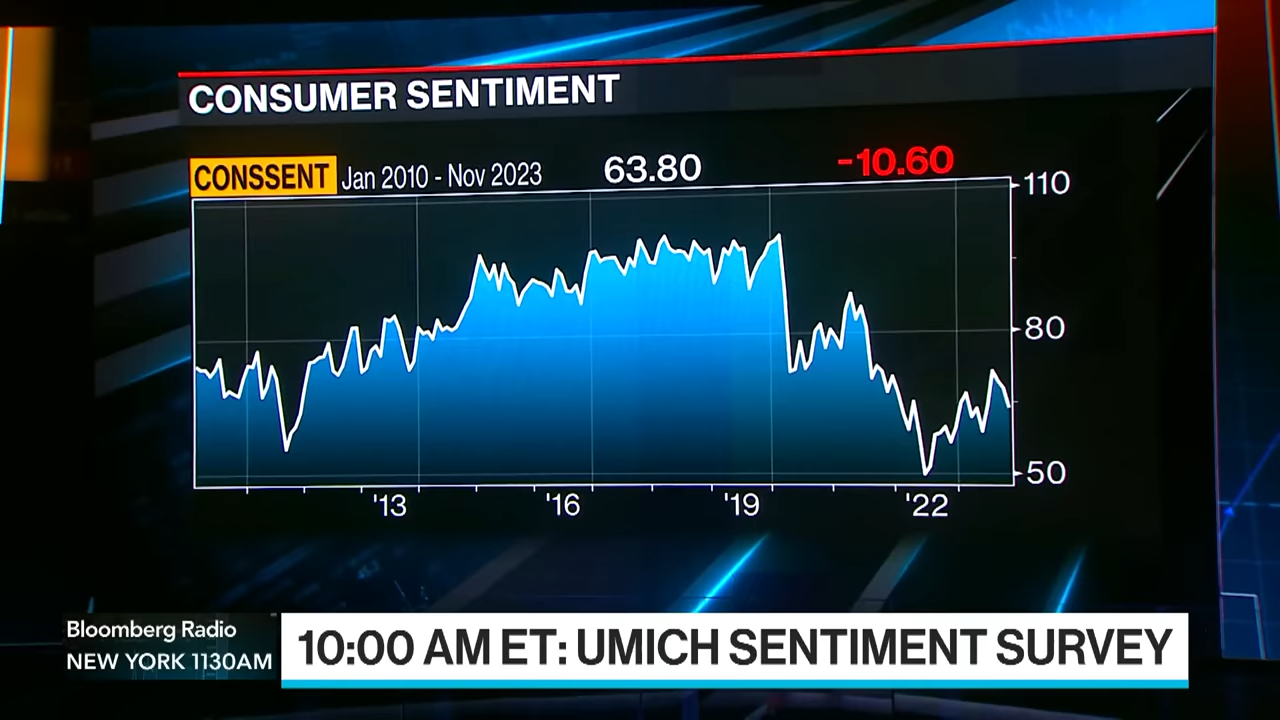 CONSUMER SENTIMENT
CONSSENT Jan 2010 - Nov 2023 63.80 -10.60
110
80
50
'13 '16 '19 '22
Bloomberg Radio
NEW YORK 1130AM
10:00 AM ET: UMICH SENTIMENT SURVEY